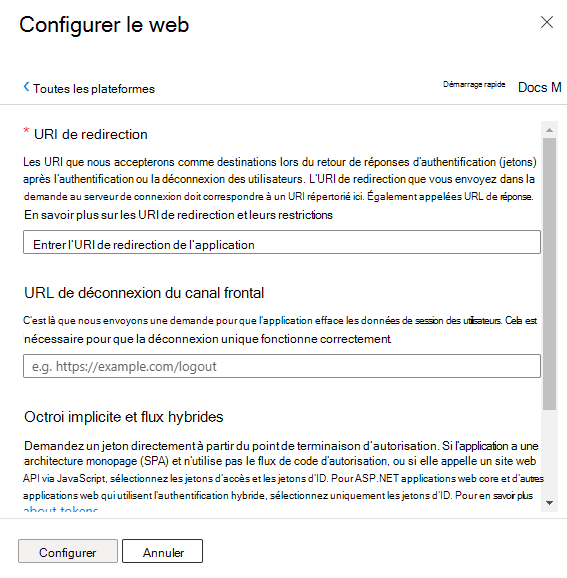 Configurer le web
Toutes les plateformes
Démarrage rapide
Docs M
* URI de redirection
Les URI que nous accepterons comme destinations lors du retour de réponses d'authentification (jetons)
après l'authentification ou la déconnexion des utilisateurs. L'URI de redirection que vous envoyez dans la
demande au serveur de connexion doit correspondre à un URI répertorié ici. Également appelées URL de réponse.
En savoir plus sur les URI de redirection et leurs restrictions
Entrer l'URI de redirection de l'application
URL de déconnexion du canal frontal
C'est là que nous envoyons une demande pour que l'application efface les données de session des utilisateurs. Cela est
nécessaire pour que la déconnexion unique fonctionne correctement.
e.g. https://example.com/logout
Octroi implicite et flux hybrides
Demandez un jeton directement à partir du point de terminaison d'autorisation. Si l'application a une
architecture monopage (SPA) et n'utilise pas le flux de code d'autorisation, ou si elle appelle un site web
API via JavaScript, sélectionnez les jetons d'accès et les jetons d'ID. Pour ASP.NET applications web core et d'autres
applications web qui utilisent l'authentification hybride, sélectionnez uniquement les jetons d'ID. Pour en savoir plus
about tokens
Configurer
Annuler